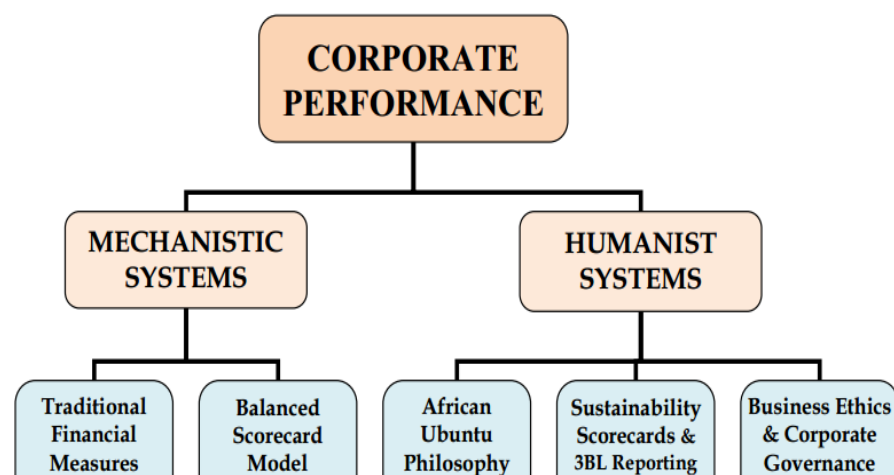 CORPORATE
PERFORMANCE
MECHANISTIC
SYSTEMS
HUMANIST
SYSTEMS
Traditional
Financial
Measures
Balanced
Scorecard
Model
African
Ubuntu
Philosophy
Sustainability
Scorecards &
3BL Reporting
Business Ethics
& Corporate
Governance